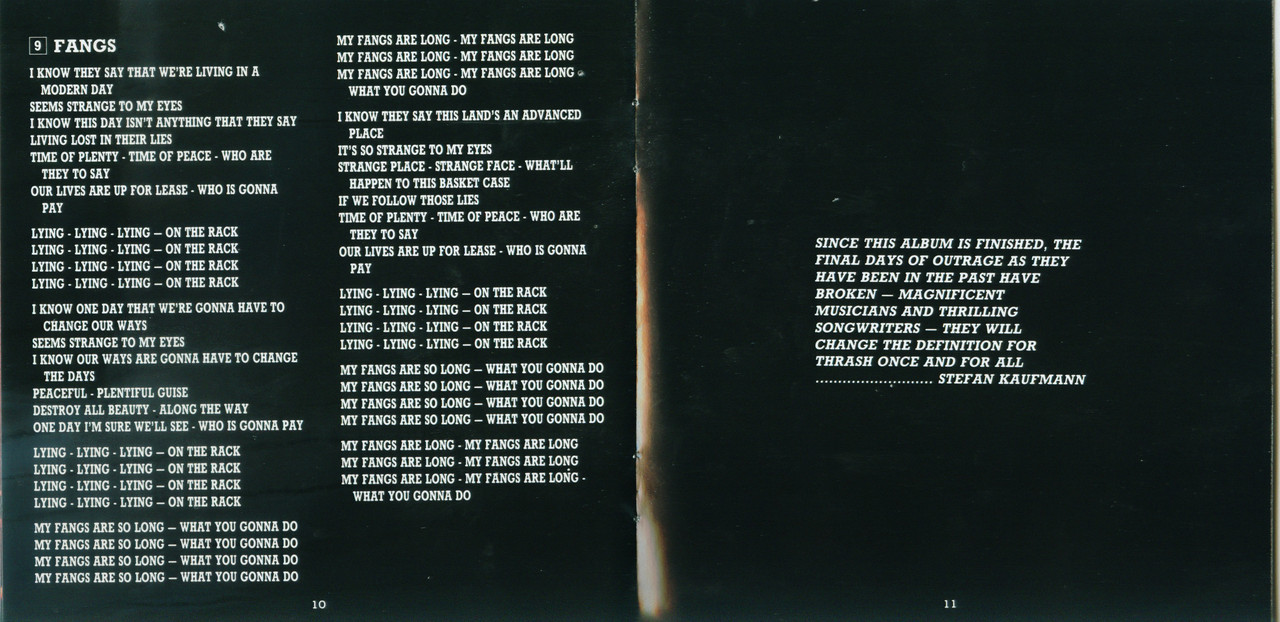 9 FANGS
I KNOW THEY SAY THAT WE'RE LIVING IN A
MODERN DAY
SEEMS STRANGE TO MY EYES
I KNOW THIS DAY ISN'T ANYTHING THAT THEY SAY
LIVING LOST IN THEIR LIES
TIME OF PLENTY - TIME OF PEACE - WHO ARE
THEY TO SAY
OUR LIVES ARE UP FOR LEASE - WHO IS GONNA
PAY
LYING - LYING - LYING — ON THE RACK
LYING - LYING - LYING — ON THE RACK
LYING - LYING - LYING — ON THE RACK
LYING - LYING - LYING — ON THE RACK
I KNOW ONE DAY THAT WE'RE GONNA HAVE TO
CHANGE OUR WAYS
SEEMS STRANGE TO MY EYES
I KNOW OUR WAYS ARE GONNA HAVE TO CHANGE
THE DAYS
PEACEFUL - PLENTIFUL GUISE
DESTROY ALL BEAUTY - ALONG THE WAY
ONE DAY I'M SURE WE'LL SEE - WHO IS GONNA PAY
LYING - LYING - LYING — ON THE RACK
LYING - LYING - LYING — ON THE RACK
LYING - LYING - LYING — ON THE RACK
LYING - LYING - LYING — ON THE RACK
MY FANGS ARE SO LONG — WHAT YOU GONNA DO
MY FANGS ARE SO LONG — WHAT YOU GONNA DO
MY FANGS ARE SO LONG — WHAT YOU GONNA DO
MY FANGS ARE SO LONG — WHAT YOU GONNA DO
MY FANGS ARE LONG - MY FANGS ARE LONG
MY FANGS ARE LONG - MY FANGS ARE LONG
MY FANGS ARE LONG - MY FANGS ARE LONG -
WHAT YOU GONNA DO
I KNOW THEY SAY THIS LAND'S AN ADVANCED
PLACE
IT'S SO STRANGE TO MY EYES
STRANGE PLACE - STRANGE FACE - WHAT'LL
HAPPEN TO THIS BASKET CASE
IF WE FOLLOW THOSE LIES
TIME OF PLENTY - TIME OF PEACE - WHO ARE
THEY TO SAY
OUR LIVES ARE UP FOR LEASE - WHO IS GONNA
PAY
LYING - LYING - LYING — ON THE RACK
LYING - LYING - LYING — ON THE RACK
LYING - LYING - LYING — ON THE RACK
LYING - LYING - LYING — ON THE RACK
MY FANGS ARE SO LONG — WHAT YOU GONNA DO
MY FANGS ARE SO LONG — WHAT YOU GONNA DO
MY FANGS ARE SO LONG — WHAT YOU GONNA DO
MY FANGS ARE SO LONG — WHAT YOU GONNA DO
MY FANGS ARE LONG - MY FANGS ARE LONG
MY FANGS ARE LONG - MY FANGS ARE LONG
MY FANGS ARE LONG - MY FANGS ARE LONG -
WHAT YOU GONNA DO
10
SINCE THIS ALBUM IS FINISHED, THE
FINAL DAYS OF OUTRAGE AS THEY
HAVE BEEN IN THE PAST HAVE
BROKEN — MAGNIFICENT
MUSICIANS AND THRILLING
SONGWRITERS — THEY WILL
CHANGE THE DEFINITION FOR
THRASH ONCE AND FOR ALL
.......................... STEFAN KAUFMANN
11